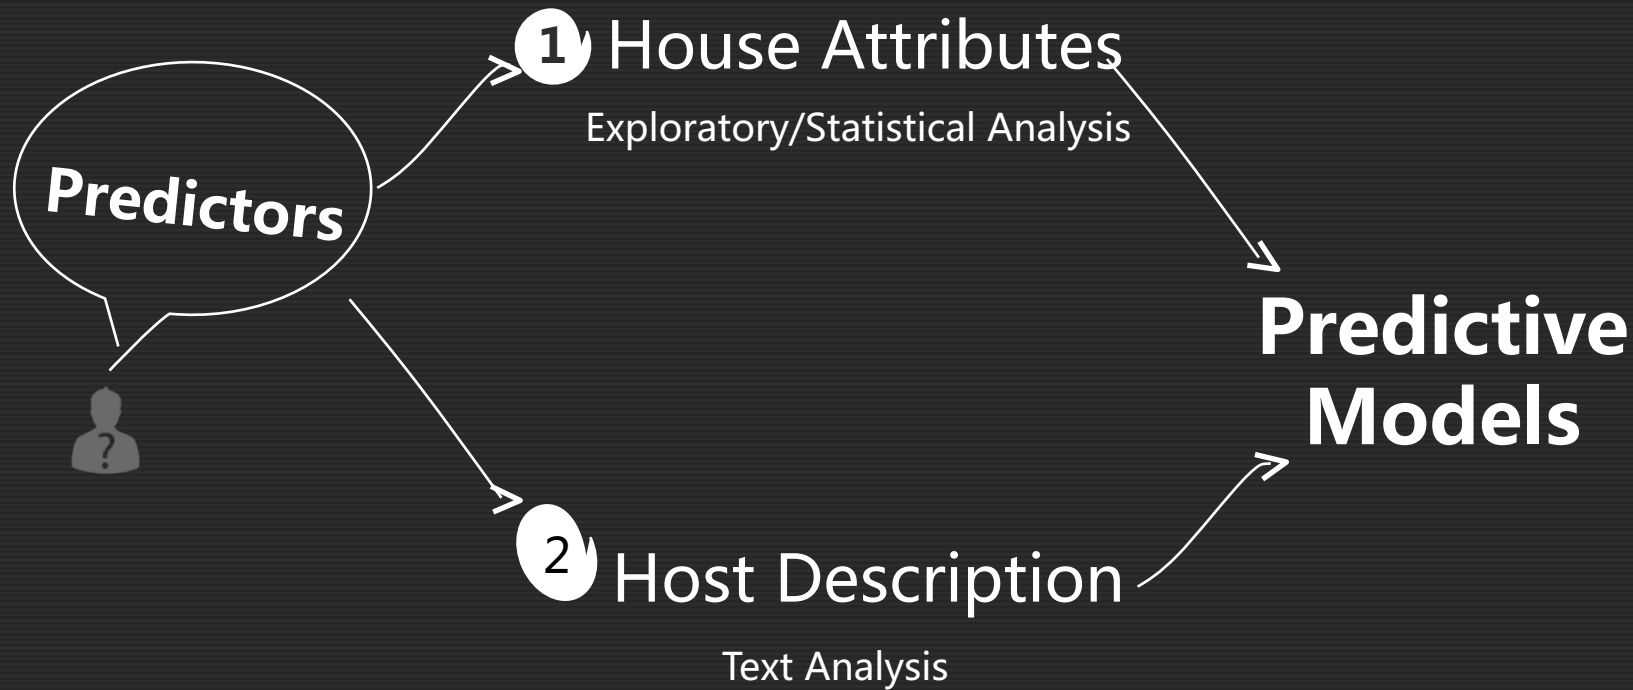 Predictors
?
1
House Attributes
Exploratory/Statistical Analysis
2
Host Description
Text Analysis
Predictive
Models